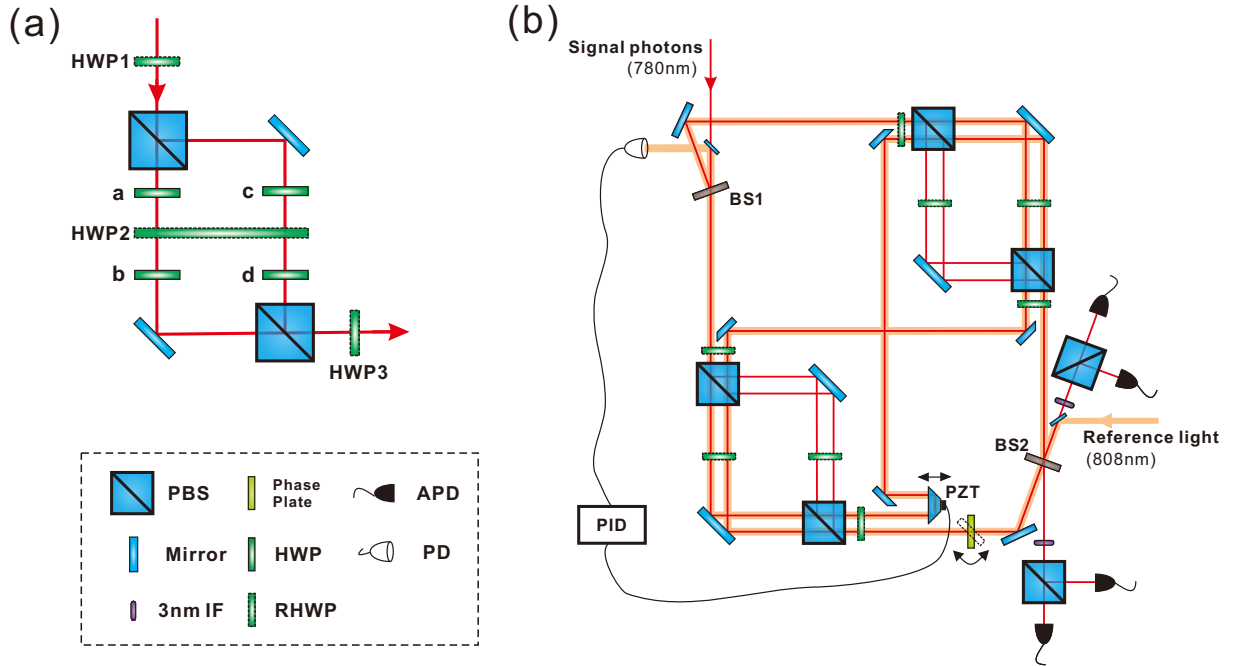 (a)
HWP1
a
c
HWP2
b
d
HWP3
PBS
Phase
Plate
APD
Mirror
HWP
PD
3nm IF
RHWP
(b)
Signal photons
(780nm)
BS1
BS2
Reference light
(808nm)
PZT
PID